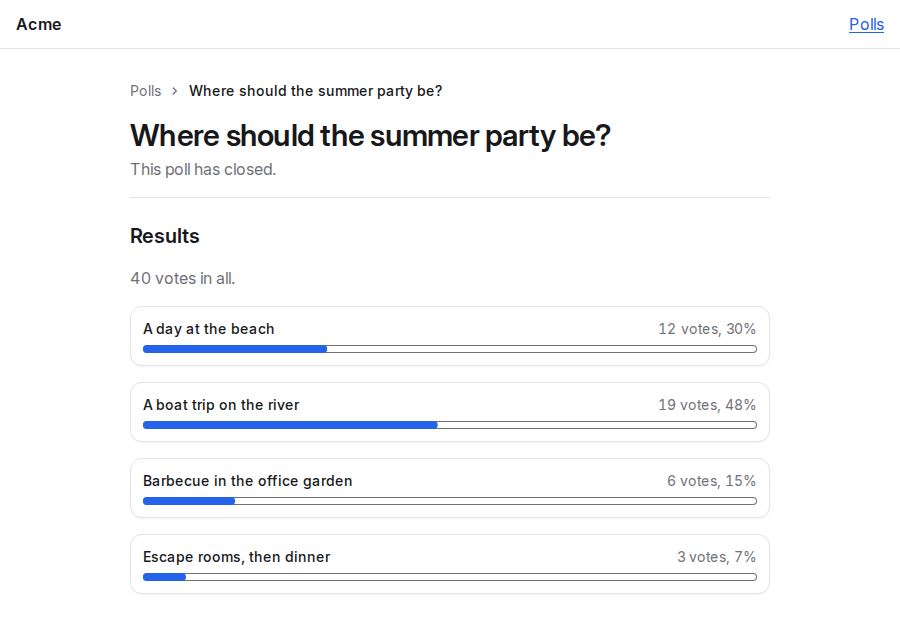 Acme
Polls
Polls > Where should the summer party be?
Where should the summer party be?
This poll has closed.
Results
40 votes in all.
A day at the beach 12 votes, 30%
A boat trip on the river 19 votes, 48%
Barbecue in the office garden 6 votes, 15%
Escape rooms, then dinner 3 votes, 7%